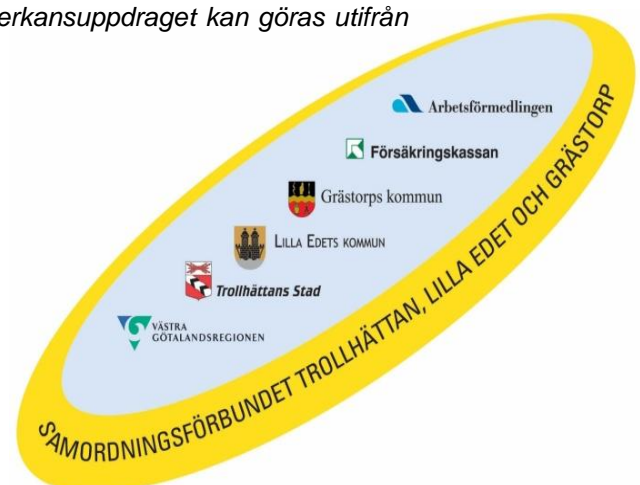 erkansuppdraget kan göras utifrån
Arbetsförmedlingen
Försäkringskassan
Grästorps kommun
LILLA EDETS KOMMUN
Trollhättans Stad
VÄSTRA
GÖTALANDSREGIONEN
SAMORDNINGSFÖRBUNDET TROLLHÄTTAN, LILLA EDET OCH GRÄSTORP